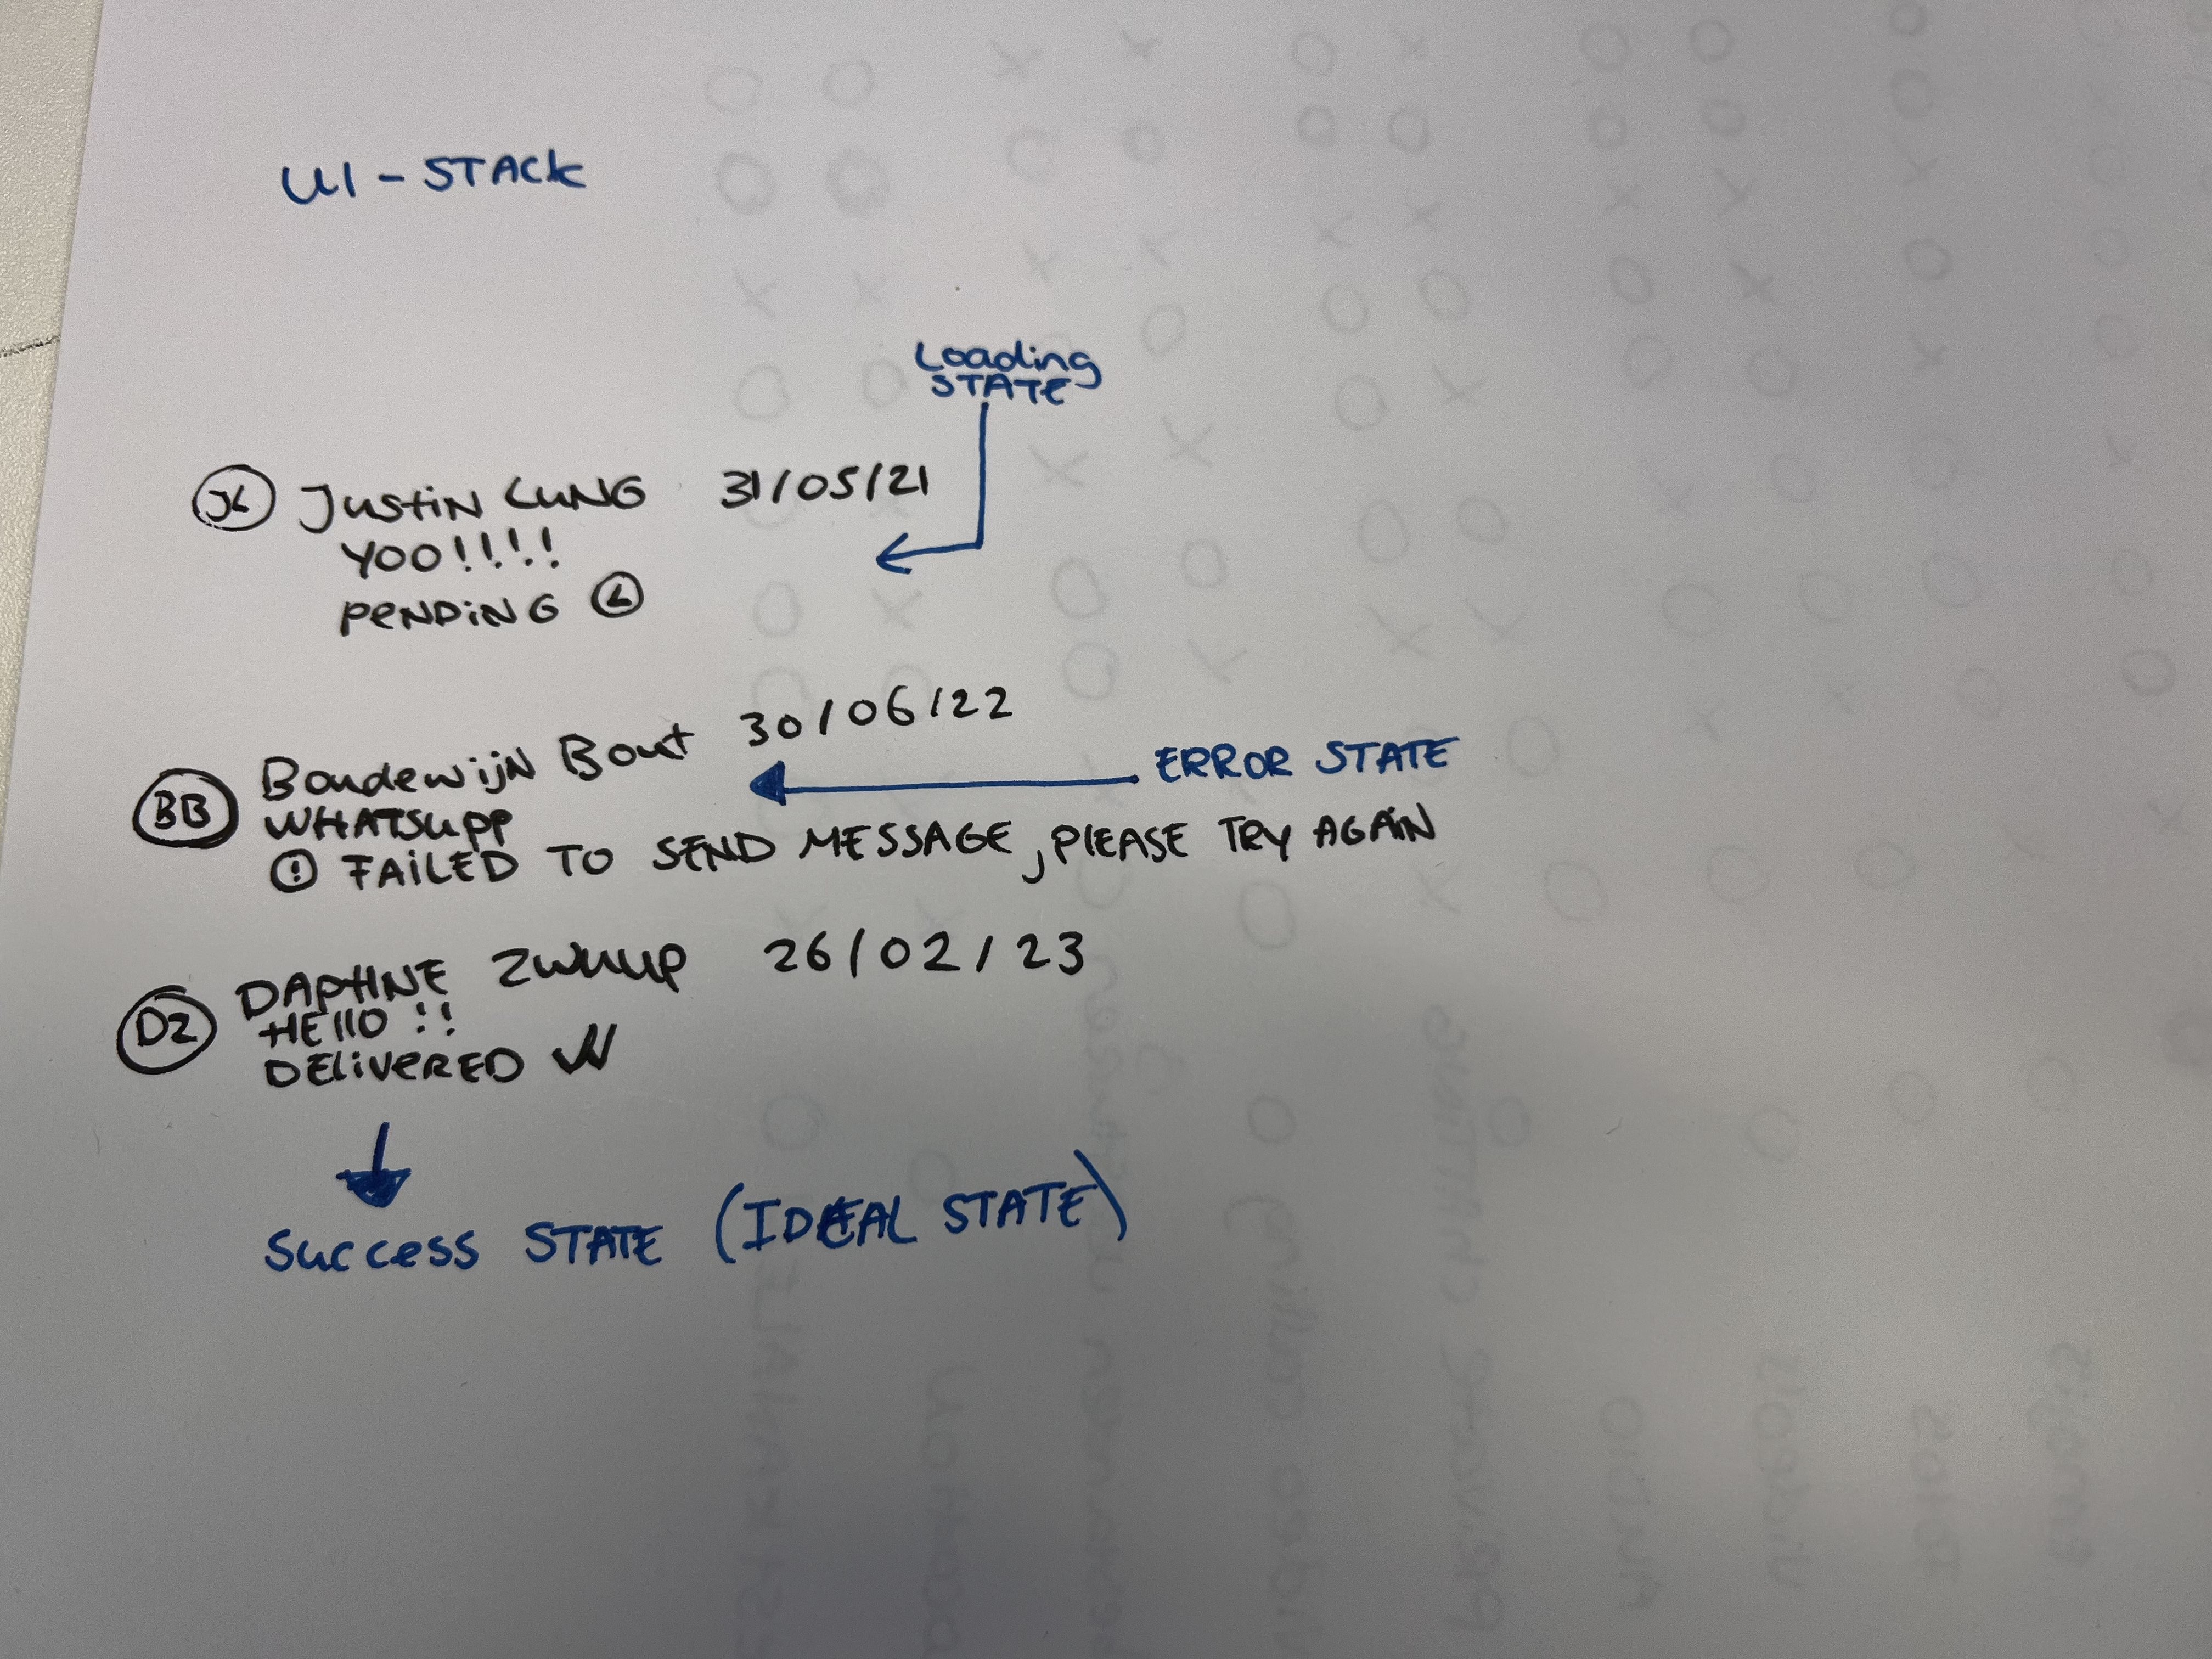 UI - STACK
Loading
STATE
JL Justin LUNG 31/05/21
YOO!!!!
PENDING
BB Boudewijn Bout 30/06/22
ERROR STATE
WHATSUPP
! FAILED TO SEND MESSAGE, PLEASE TRY AGAIN
DZ DAPHNE ZWUUP 26/02/23
HELLO !!
DELIVERED
Success STATE (IDEAL STATE)